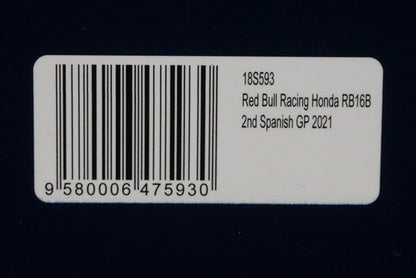 18S593
Red Bull Racing Honda RB16B
2nd Spanish GP 2021
9 580006 475930